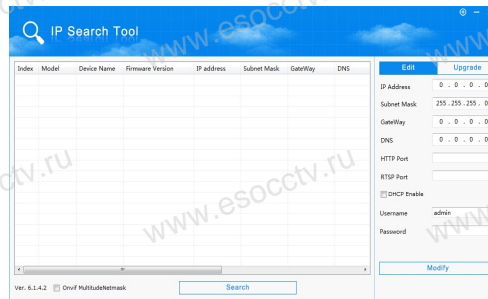 IP Search Tool
www.esocctv.ru
Index Model Device Name Firmware Version IP address Subnet Mask GateWay DNS
Edit Upgrade
IP Address 0 . 0 . 0 . 0
Subnet Mask 255 . 255 . 255 . 0
GateWay 0 . 0 . 0 . 0
DNS 0 . 0 . 0 . 0
HTTP Port
RTSP Port
DHCP Enable
Username admin
Password
Modify
www.esocctv.ru
Ver. 6.1.4.2 Onvif MultitudeNetmask Search